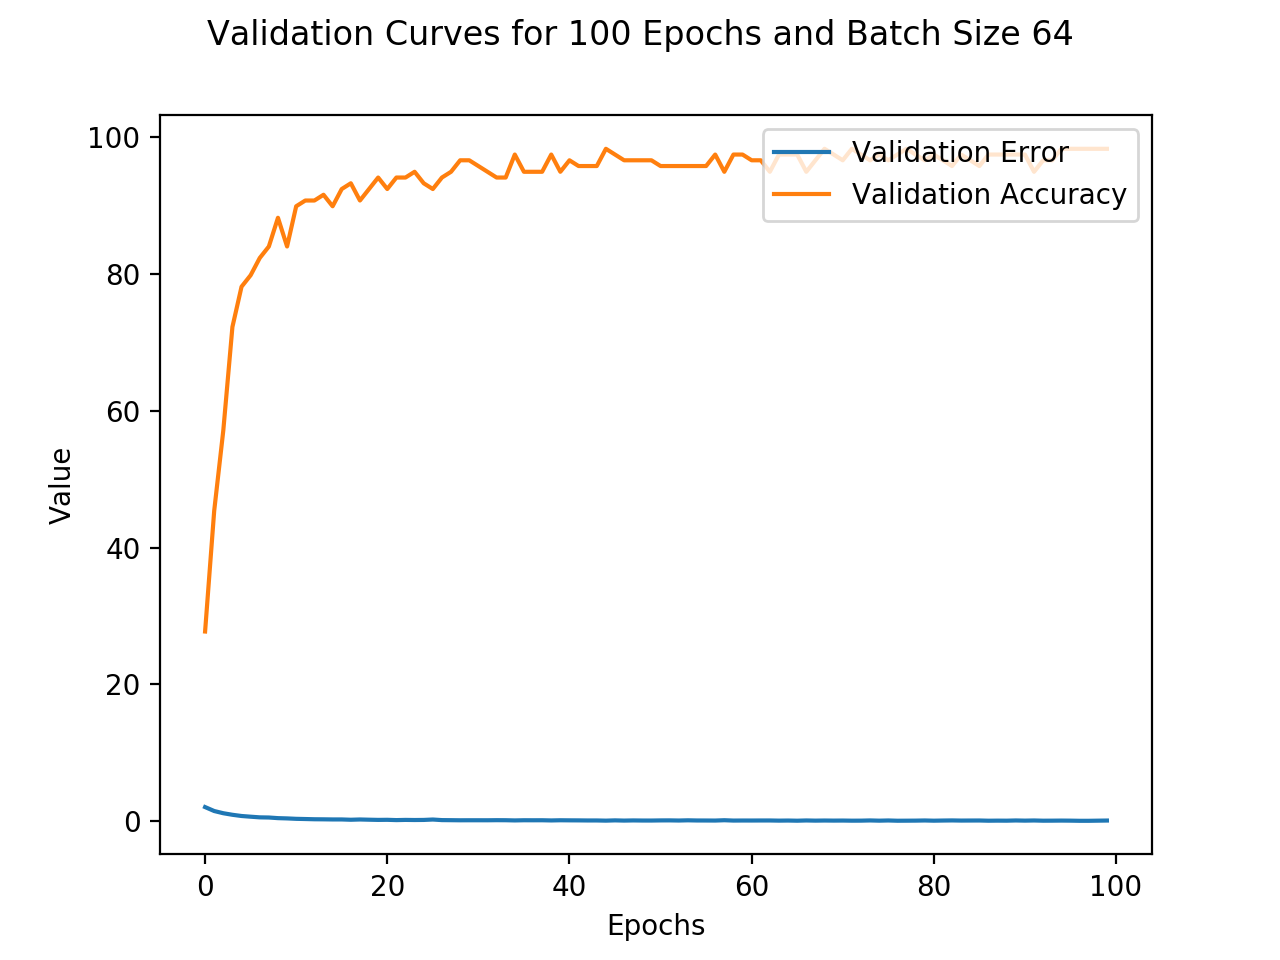 Validation Curves for 100 Epochs and Batch Size 64
Validation Error
Validation Accuracy
100
80
60
40
20
0
Value
0 20 40 60 80 100
Epochs